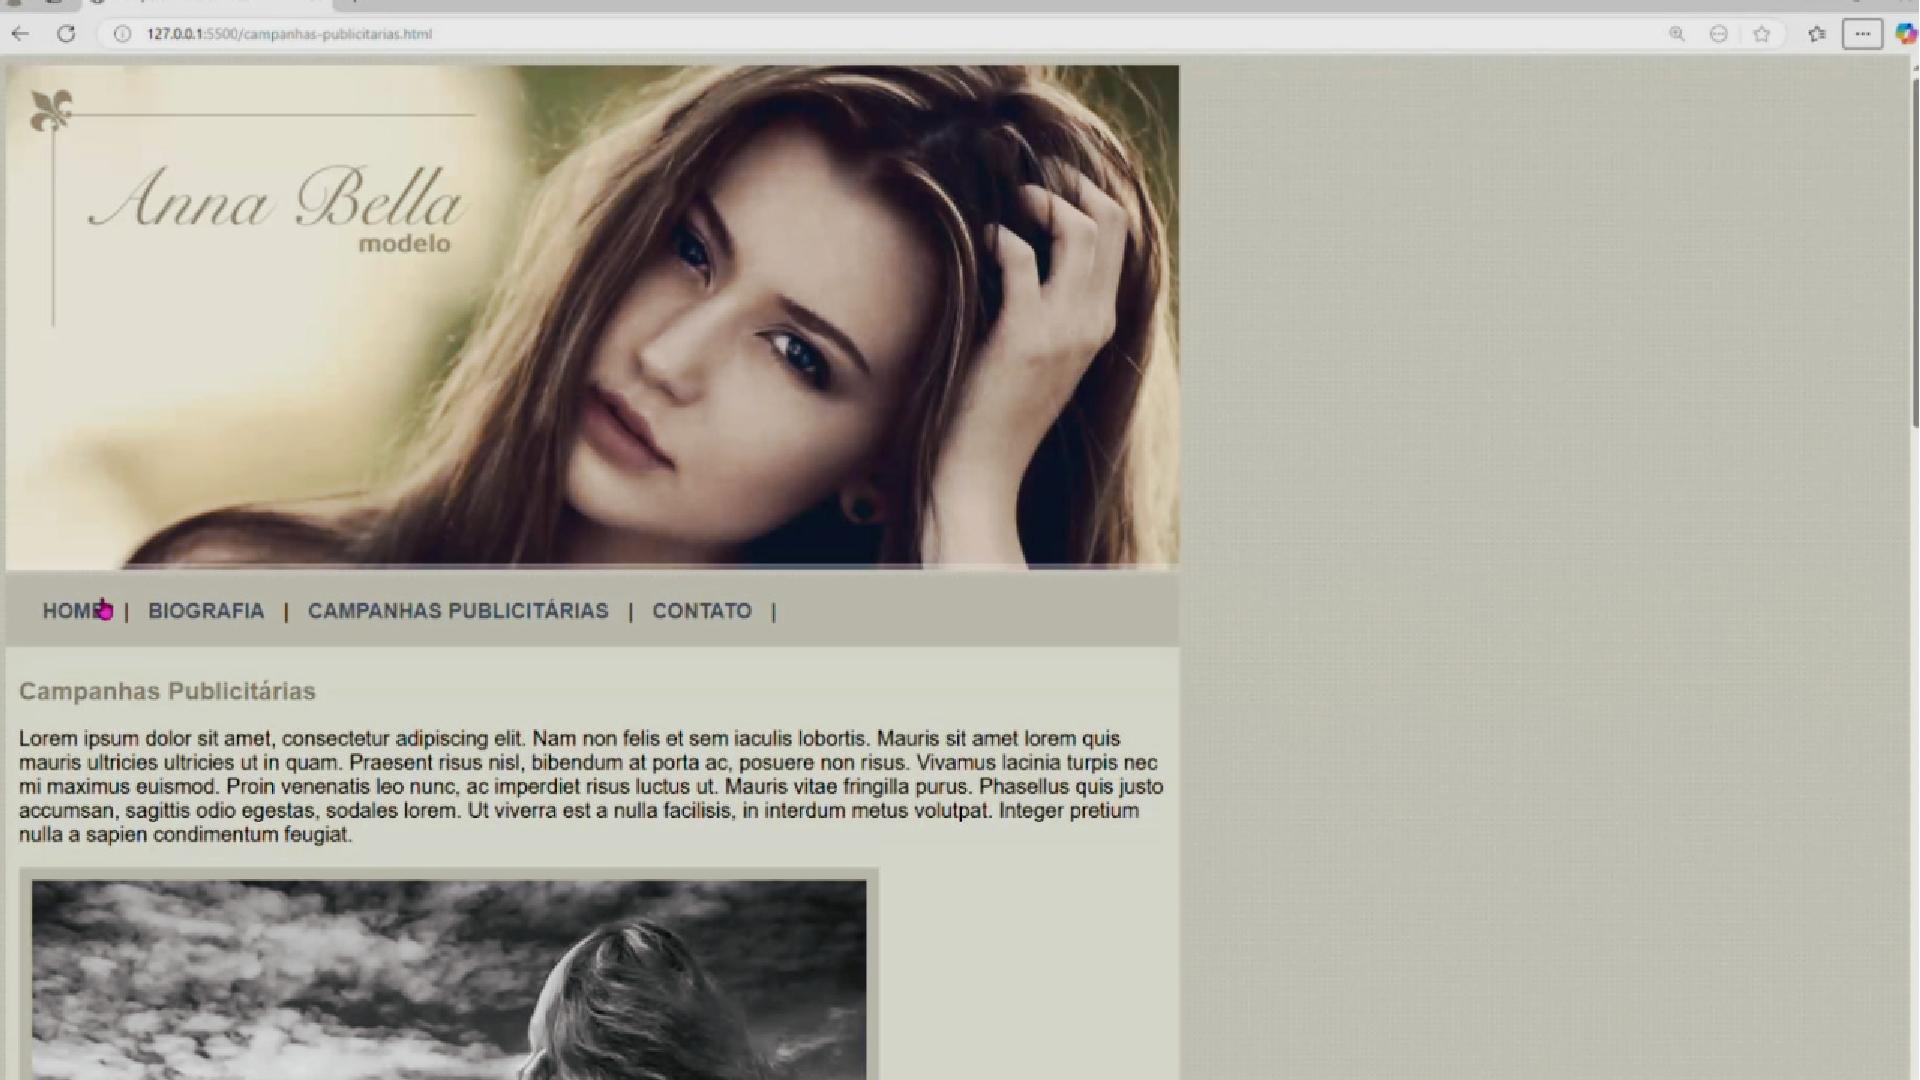 127.0.0.1:5500/campanhas-publicitarias.html
Anna Bella
modelo
HOME | BIOGRAFIA | CAMPANHAS PUBLICITÁRIAS | CONTATO |
Campanhas Publicitárias
Lorem ipsum dolor sit amet, consectetur adipiscing elit. Nam non felis et sem iaculis lobortis. Mauris sit amet lorem quis
mauris ultricies ultricies ut in quam. Praesent risus nisl, bibendum at porta ac, posuere non risus. Vivamus lacinia turpis nec
mi maximus euismod. Proin venenatis leo nunc, ac imperdiet risus luctus ut. Mauris vitae fringilla purus. Phasellus quis justo
accumsan, sagittis odio egestas, sodales lorem. Ut viverra est a nulla facilisis, in interdum metus volutpat. Integer pretium
nulla a sapien condimentum feugiat.